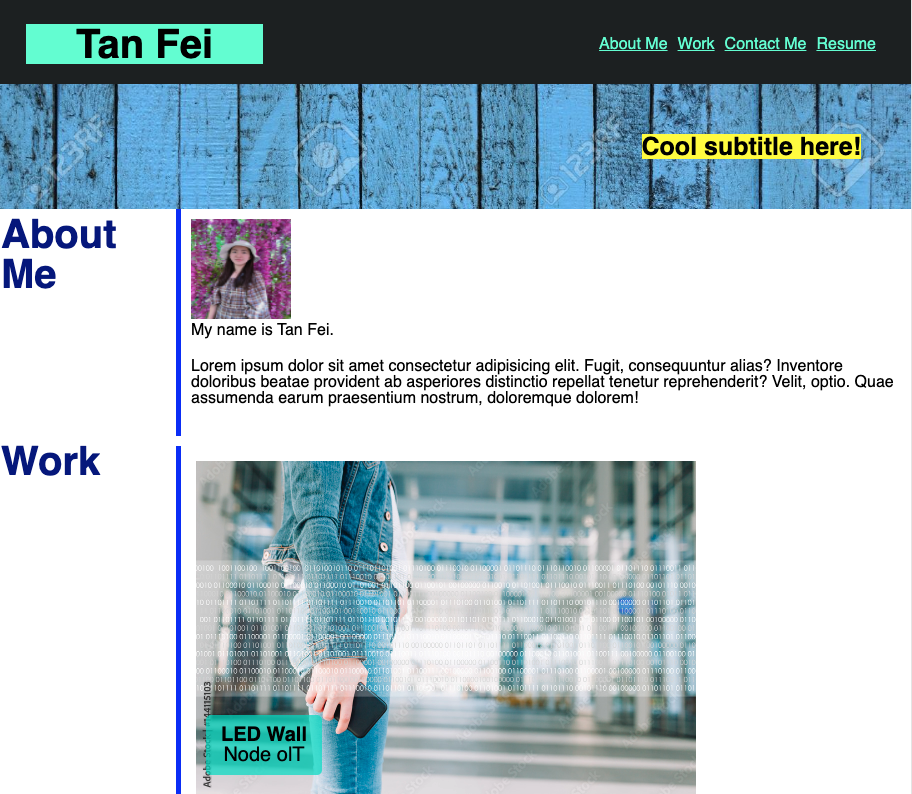 Tan Fei
About Me Work Contact Me Resume
123RF
123RF
Cool subtitle here!
About
Me
My name is Tan Fei.
Lorem ipsum dolor sit amet consectetur adipisicing elit. Fugit, consequuntur alias? Inventore
doloribus beatae provident ab asperiores distinctio repellat tenetur reprehenderit? Velit, optio. Quae
assumenda earum praesentium nostrum, doloremque dolorem!
Work
LED Wall
Node oIT